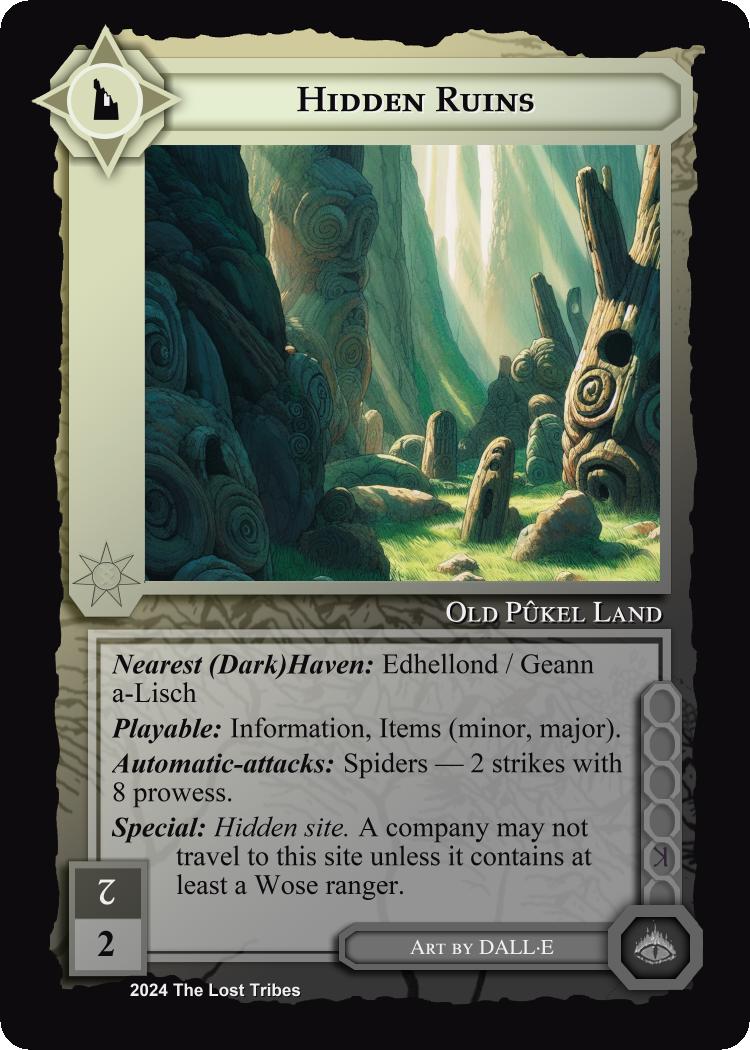 Hidden Ruins
Old Pûkel Land
Nearest (Dark)Haven: Edhellond / Geann
a-Lisch
Playable: Information, Items (minor, major).
Automatic-attacks: Spiders — 2 strikes with
8 prowess.
Special: Hidden site. A company may not
travel to this site unless it contains at
least a Wose ranger.
2
2
Art by DALL·E
2024 The Lost Tribes